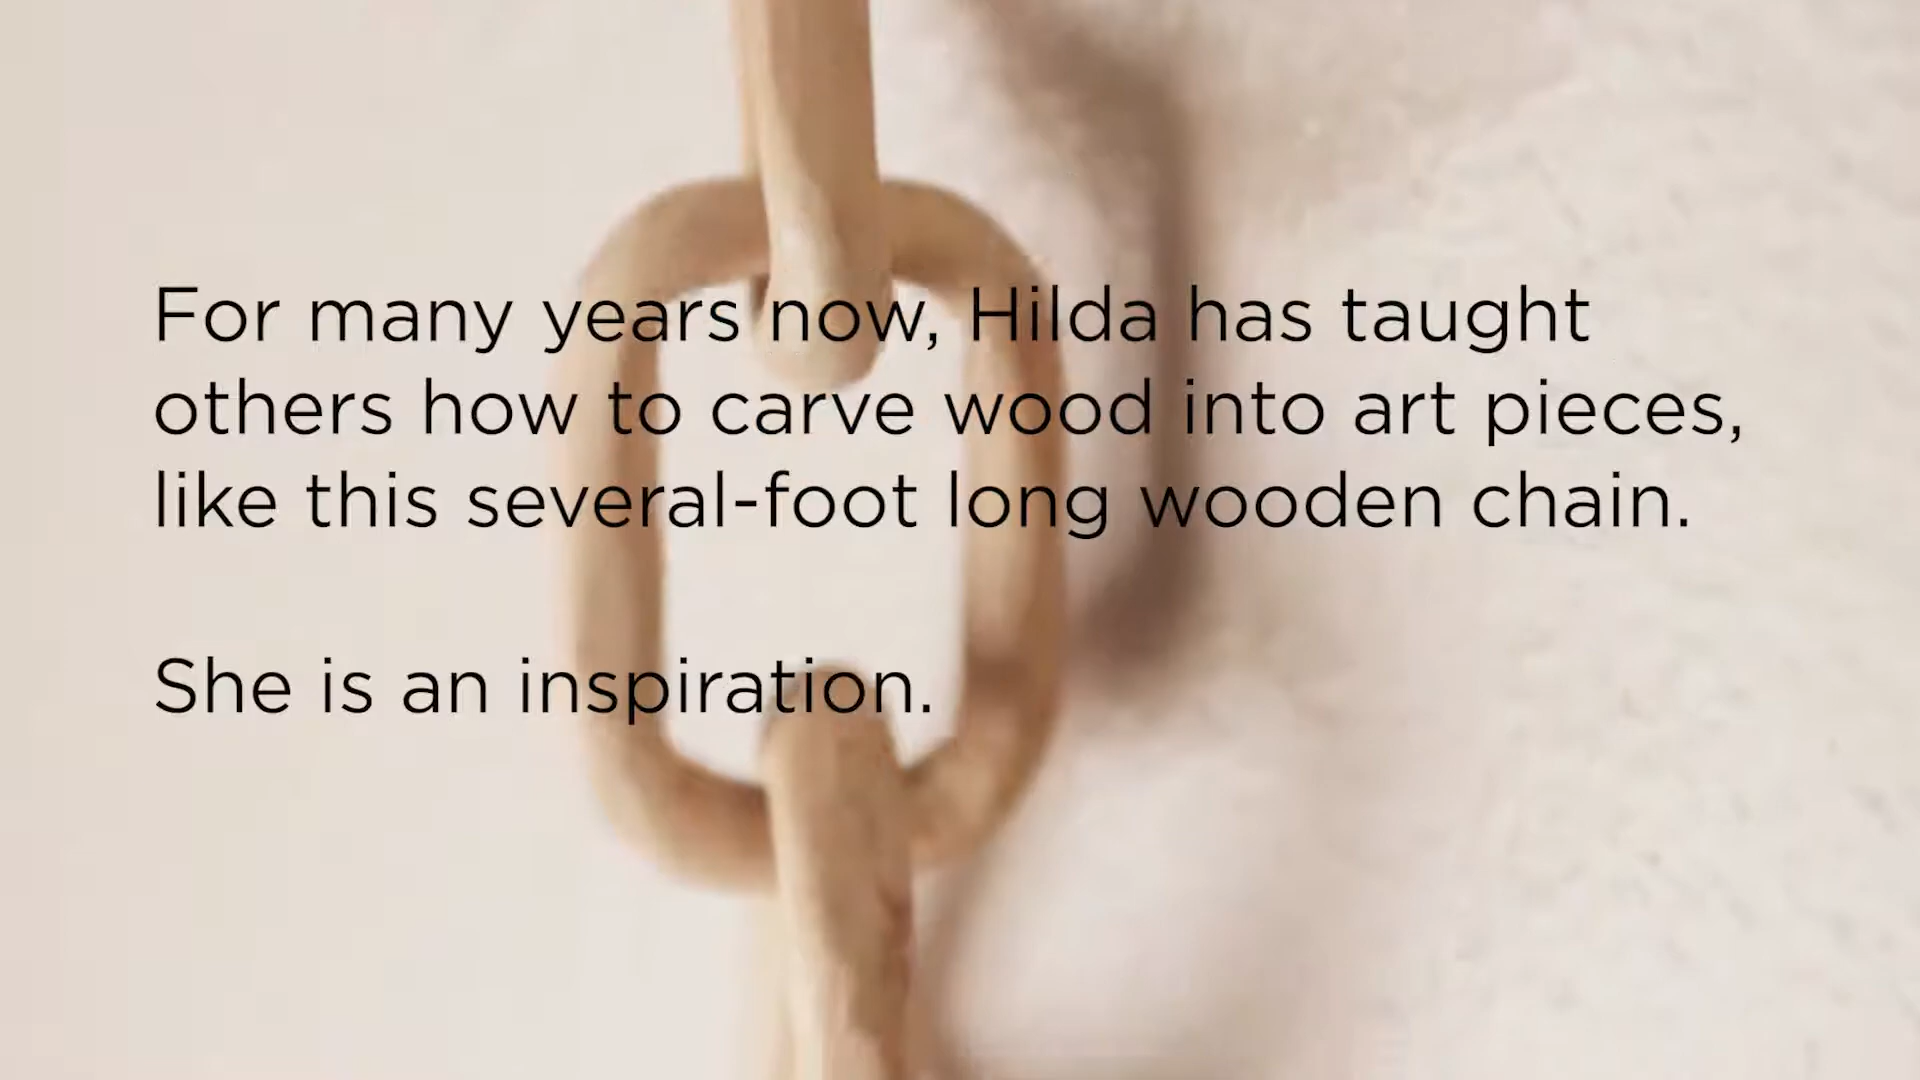 For many years now, Hilda has taught
others how to carve wood into art pieces,
like this several-foot long wooden chain.
She is an inspiration.